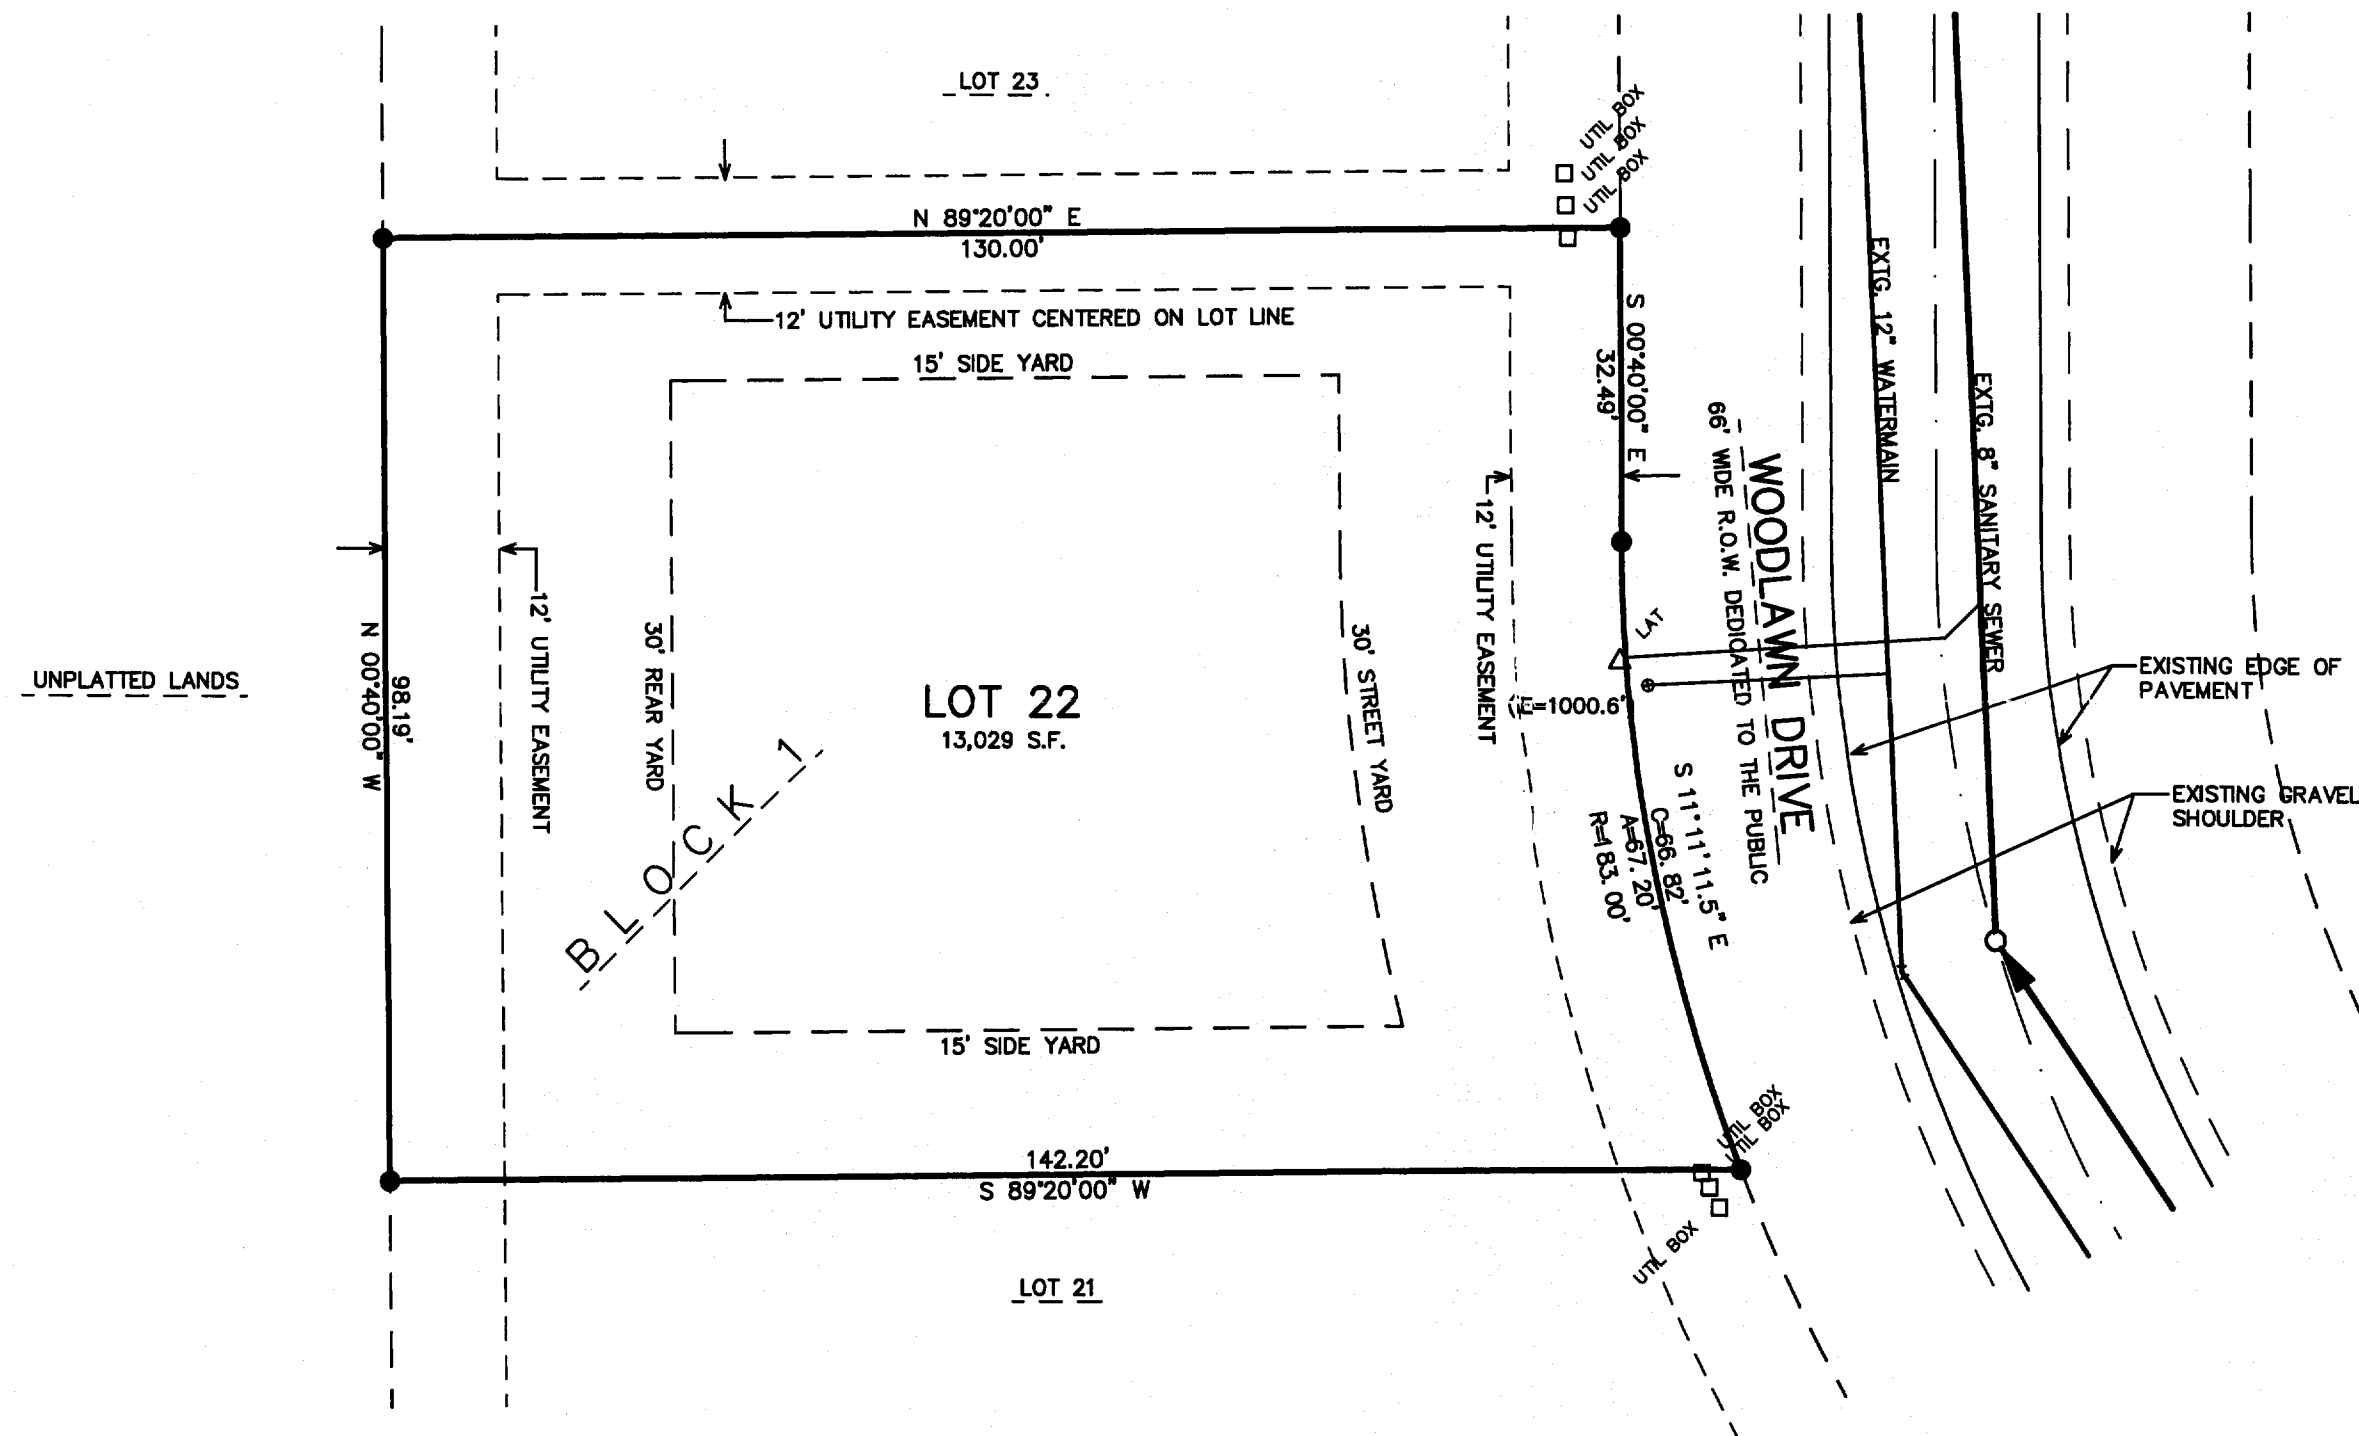 LOT 23
UTIL BOX
UTIL BOX
UTIL BOX
N 89°20'00" E
130.00'
12' UTILITY EASEMENT CENTERED ON LOT LINE
15' SIDE YARD
S 00°40'00" E
32.49'
EXTG. 12" WATERMAIN
EXTG. 8" SANITARY SEWER
WOODLAWN DRIVE
66' WIDE R.O.W. DEDICATED TO THE PUBLIC
12' UTILITY EASEMENT
LAT
UNPLATTED LANDS
98.19'
N 00°40'00" W
12' UTILITY EASEMENT
30' REAR YARD
LOT 22
13,029 S.F.
30' STREET YARD
E=1000.6'
EXISTING EDGE OF
PAVEMENT
BLOCK 1
S 11°11'11.5" E
C=66.82'
A=67.20'
R=183.00'
EXISTING GRAVEL
SHOULDER
15' SIDE YARD
142.20'
S 89°20'00" W
UTIL BOX
UTIL BOX
UTIL BOX
LOT 21